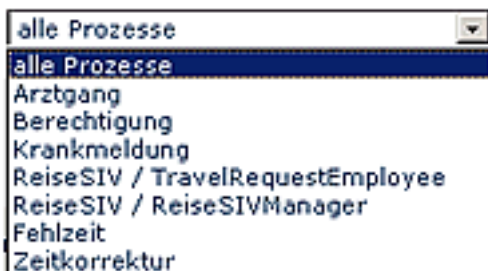 alle Prozesse
alle Prozesse
Arztgang
Berechtigung
Krankmeldung
ReiseSIV / TravelRequestEmployee
ReiseSIV / ReiseSIVManager
Fehlzeit
Zeitkorrektur